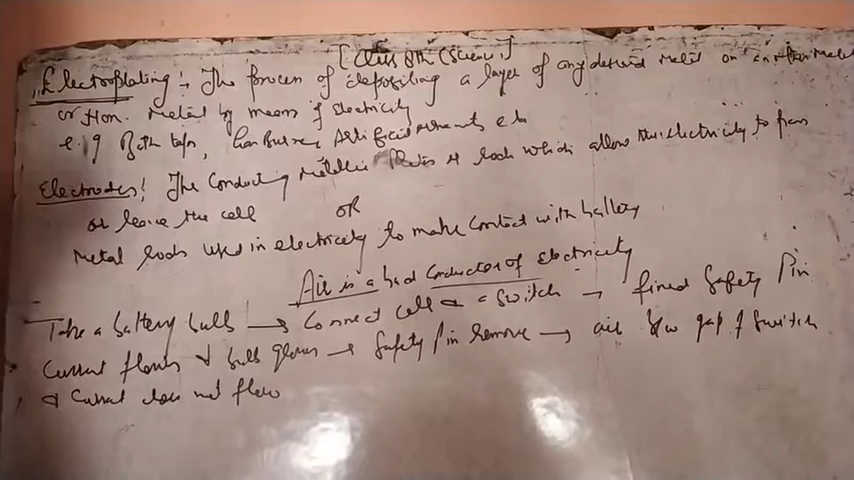 [Class 8th (Science)]
Electroplating :- The process of depositing a layer of any desired Metal on another Metal
or Non. Metal by means of Electricity
e.g Bath taps, Gas Burner, Artificial ornaments etc
Electrodes: The Conducting Metallic Plates or rods which allow the electricity to pass
or leave the cell OR
Metal rods used in electricity to make Contact with battery
Air is a bad Conductor of Electricity
Take a battery bulb → Connect cell & a Switch → fixed Safety Pin
Current flows & bulb glows → Safety Pin remove → air b/w gap of Switch
& Current does not flow